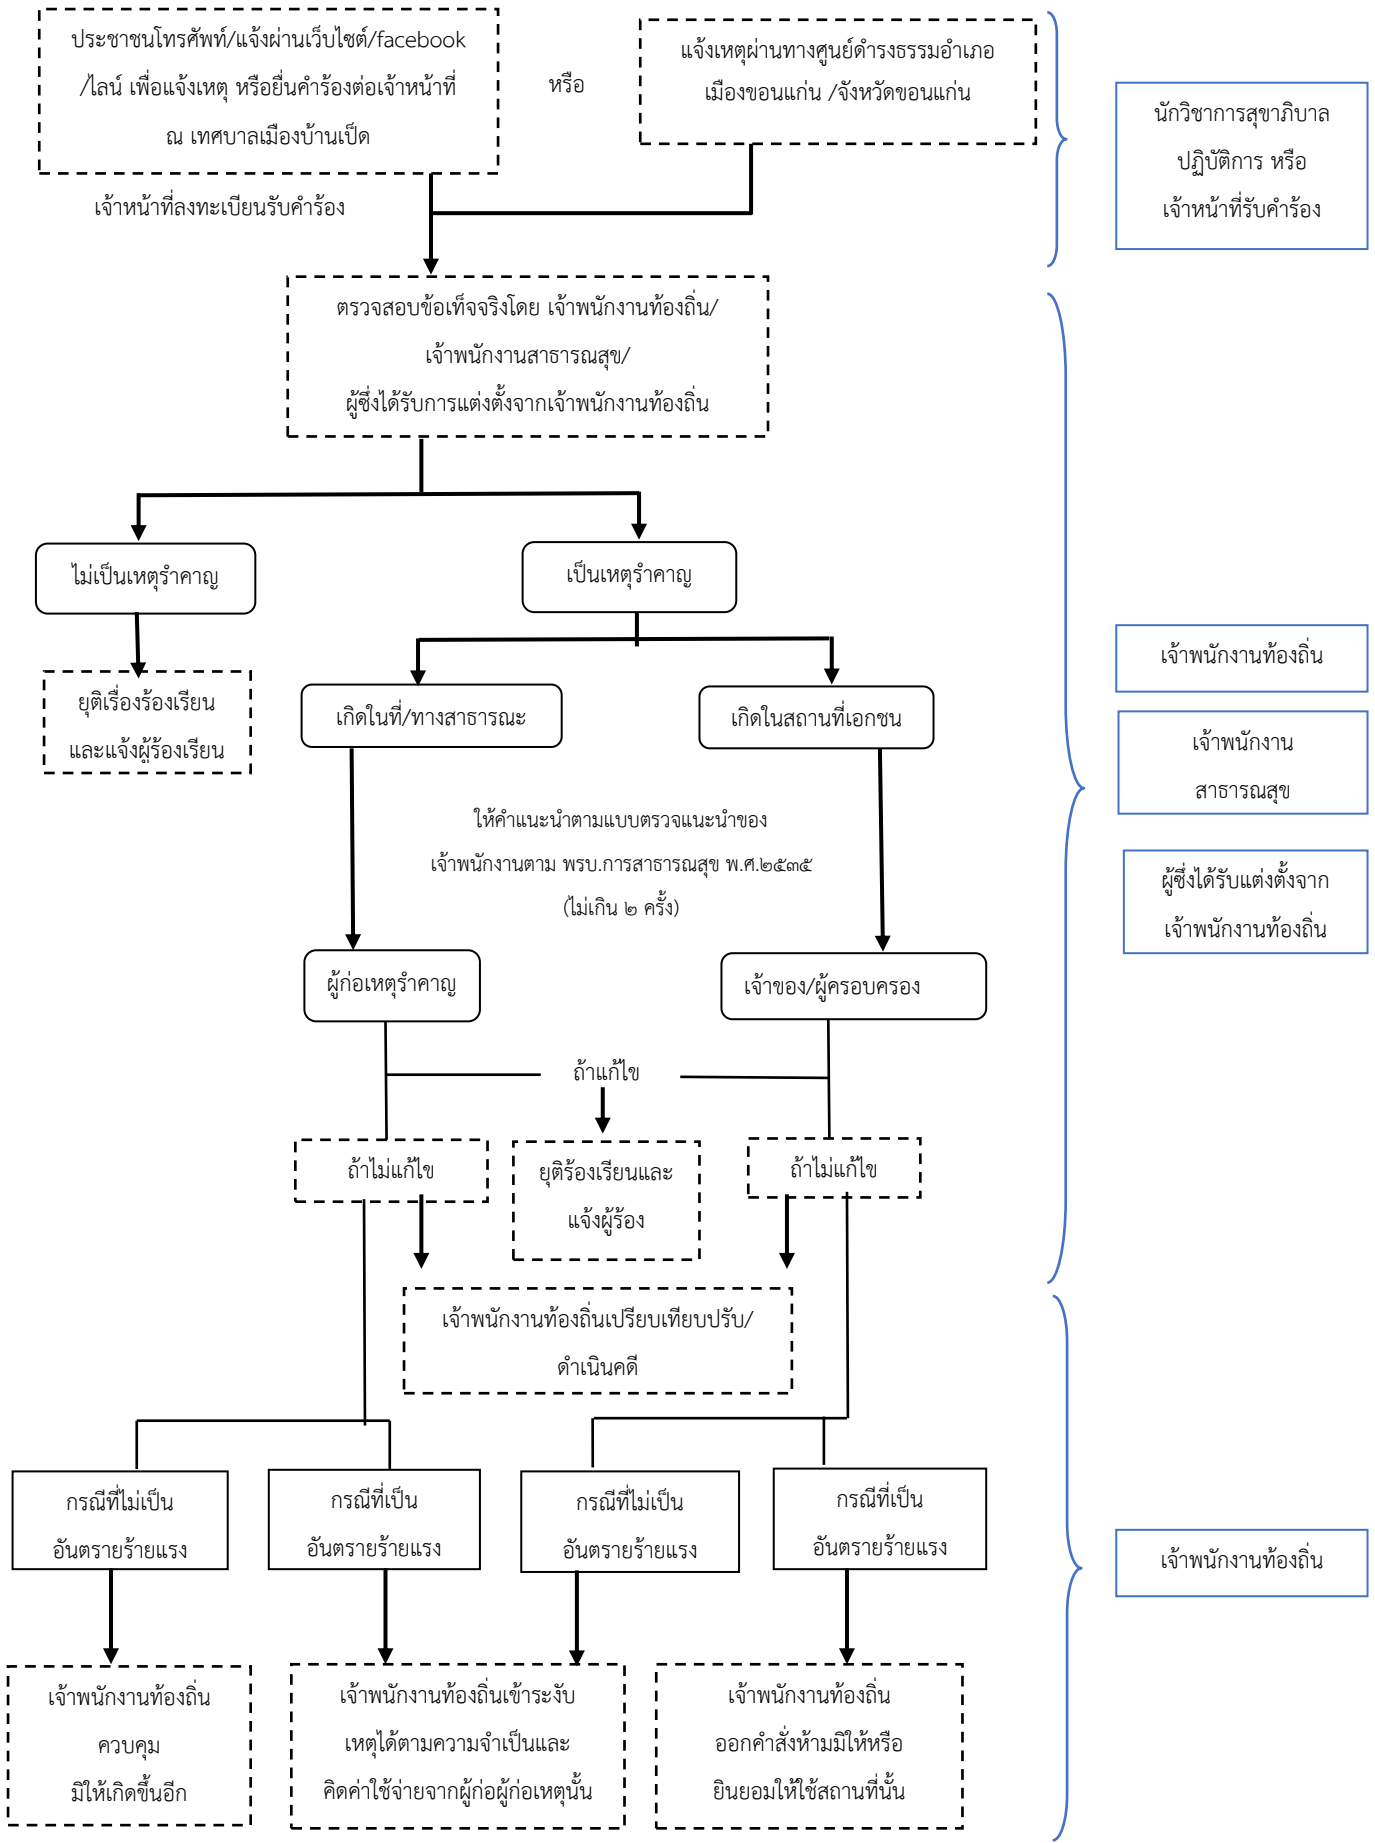 ประชาชนโทรศัพท์/แจ้งผ่านเว็บไซต์/facebook
/ไลน์ เพื่อแจ้งเหตุ หรือยื่นคำร้องต่อเจ้าหน้าที่
ณ เทศบาลเมืองบ้านเป็ด
หรือ
แจ้งเหตุผ่านทางศูนย์ดำรงธรรมอำเภอ
เมืองขอนแก่น /จังหวัดขอนแก่น
นักวิชาการสุขาภิบาล
ปฏิบัติการ หรือ
เจ้าหน้าที่รับคำร้อง
เจ้าหน้าที่ลงทะเบียนรับคำร้อง
ตรวจสอบข้อเท็จจริงโดย เจ้าพนักงานท้องถิ่น/
เจ้าพนักงานสาธารณสุข/
ผู้ซึ่งได้รับการแต่งตั้งจากเจ้าพนักงานท้องถิ่น
ไม่เป็นเหตุรำคาญ
เป็นเหตุรำคาญ
ยุติเรื่องร้องเรียน
และแจ้งผู้ร้องเรียน
เกิดในที่/ทางสาธารณะ
เกิดในสถานที่เอกชน
เจ้าพนักงานท้องถิ่น
เจ้าพนักงาน
สาธารณสุข
ผู้ซึ่งได้รับแต่งตั้งจาก
เจ้าพนักงานท้องถิ่น
ให้คำแนะนำตามแบบตรวจแนะนำของ
เจ้าพนักงานตาม พรบ.การสาธารณสุข พ.ศ.๒๕๓๕
(ไม่เกิน ๒ ครั้ง)
ผู้ก่อเหตุรำคาญ
เจ้าของ/ผู้ครอบครอง
ถ้าแก้ไข
ถ้าไม่แก้ไข
ยุติร้องเรียนและ
แจ้งผู้ร้อง
ถ้าไม่แก้ไข
เจ้าพนักงานท้องถิ่นเปรียบเทียบปรับ/
ดำเนินคดี
กรณีที่ไม่เป็น
อันตรายร้ายแรง
กรณีที่เป็น
อันตรายร้ายแรง
กรณีที่ไม่เป็น
อันตรายร้ายแรง
กรณีที่เป็น
อันตรายร้ายแรง
เจ้าพนักงานท้องถิ่น
เจ้าพนักงานท้องถิ่น
ควบคุม
มิให้เกิดขึ้นอีก
เจ้าพนักงานท้องถิ่นเข้าระงับ
เหตุได้ตามความจำเป็นและ
คิดค่าใช้จ่ายจากผู้ก่อผู้ก่อเหตุนั้น
เจ้าพนักงานท้องถิ่น
ออกคำสั่งห้ามมิให้หรือ
ยินยอมให้ใช้สถานที่นั้น